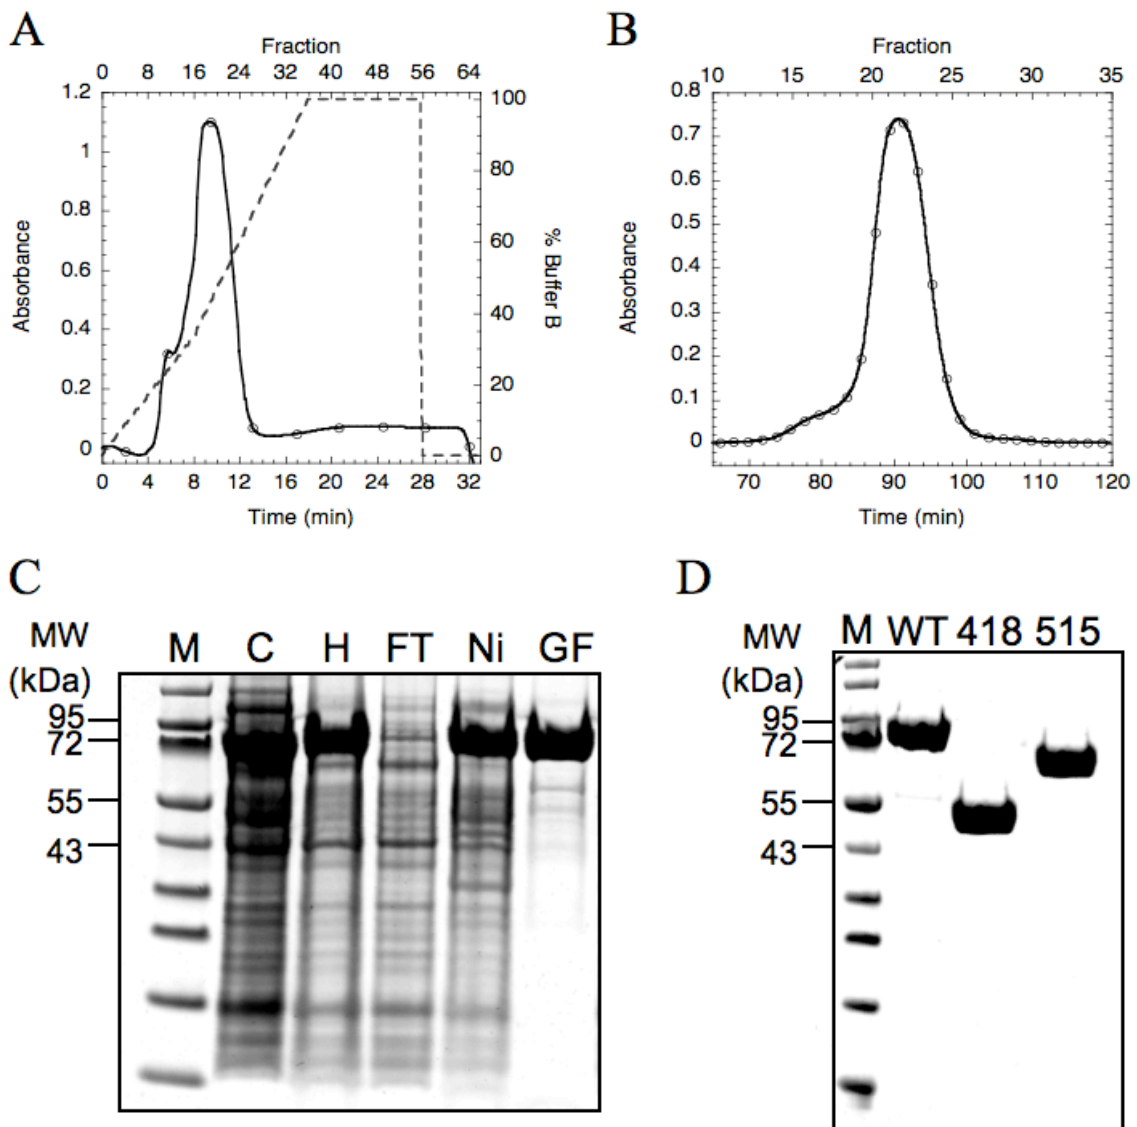 A
Fraction
0 8 16 24 32 36 40 48 56 64
1.2
1
0.8
0.6
0.4
0.2
0
100
80
60
40
20
0
Absorbance
% Buffer B
0 4 8 12 16 20 24 28 32
Time (min)
B
Fraction
10 15 20 25 30 35
0.8
0.7
0.6
0.5
0.4
0.3
0.2
0.1
0
Absorbance
70 80 90 100 110 120
Time (min)
C
MW
(kDa)
M C H FT Ni GF
95
72
55
43
D
MW
(kDa)
M WT 418 515
95
72
55
43